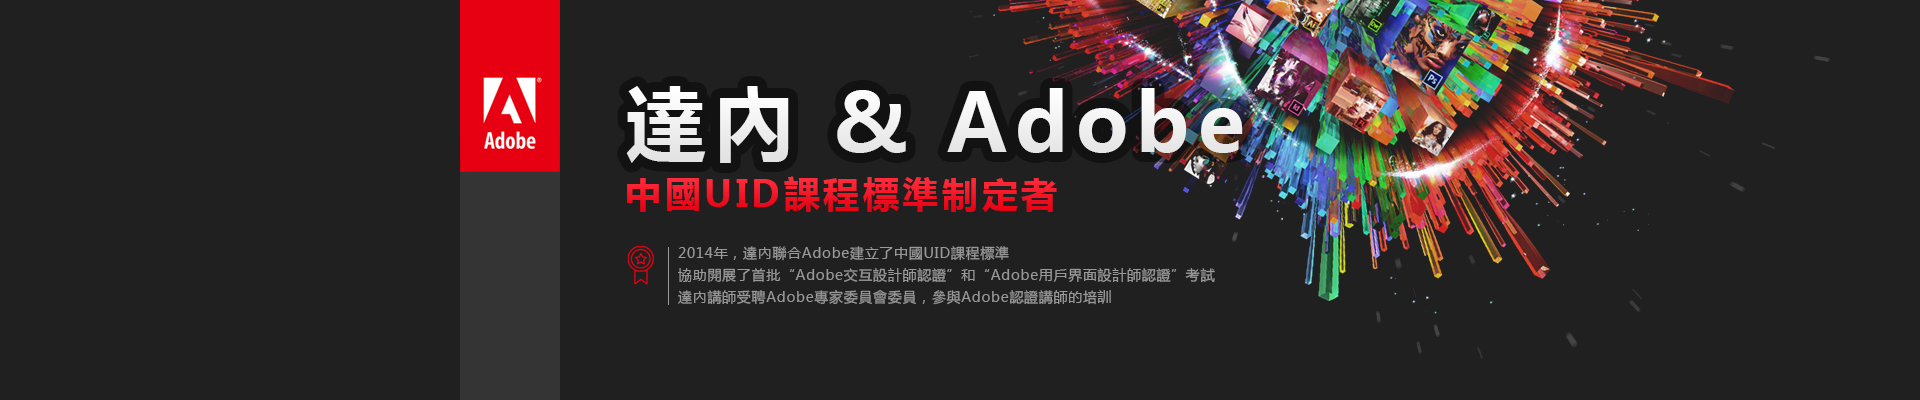 Adobe
達內 & Adobe
中國UID課程標準制定者
2014年，達內聯合Adobe建立了中國UID課程標準
協助開展了首批“Adobe交互設計師認證”和“Adobe用戶界面設計師認證”考試
達內講師受聘Adobe專家委員會委員，參與Adobe認證講師的培訓
Ps